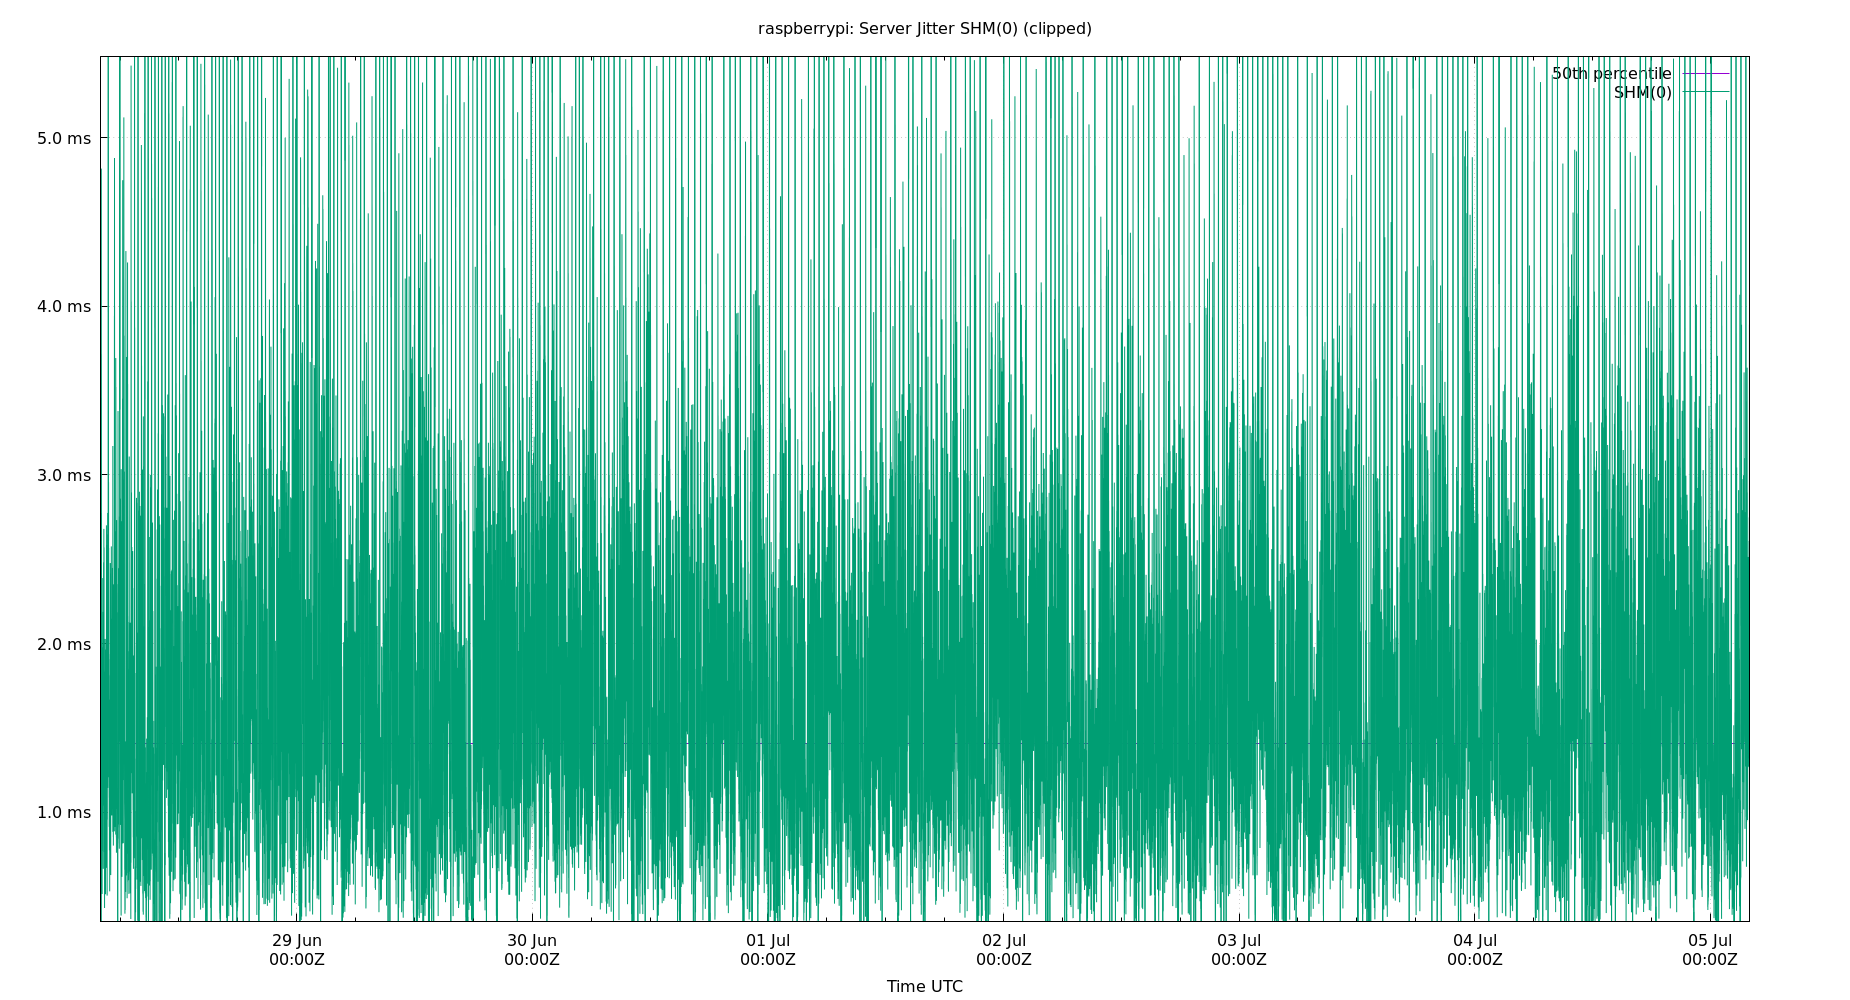 raspberrypi: Server Jitter SHM(0) (clipped)
50th percentile
SHM(0)
5.0 ms
4.0 ms
3.0 ms
2.0 ms
1.0 ms
29 Jun 30 Jun 01 Jul 02 Jul 03 Jul 04 Jul 05 Jul
00:00Z 00:00Z 00:00Z 00:00Z 00:00Z 00:00Z 00:00Z
Time UTC